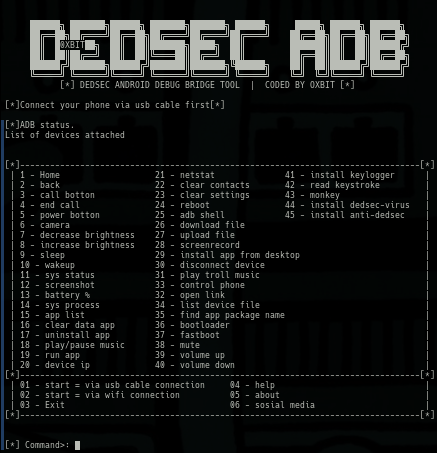 DEDSEC ADB
0XBIT
[*] DEDSEC ANDROID DEBUG BRIDGE TOOL | CODED BY OXBIT [*]
[*]Connect your phone via usb cable first[*]
[*]ADB status.
List of devices attached
[*]--------------------------------------------------------------------------------[*]
| 1 - Home 21 - netstat 41 - install keylogger |
| 2 - back 22 - clear contacts 42 - read keystroke |
| 3 - call botton 23 - clear settings 43 - monkey |
| 4 - end call 24 - reboot 44 - install dedsec-virus |
| 5 - power botton 25 - adb shell 45 - install anti-dedsec |
| 6 - camera 26 - download file |
| 7 - decrease brightness 27 - upload file |
| 8 - increase brightness 28 - screenrecord |
| 9 - sleep 29 - install app from desktop |
| 10 - wakeup 30 - disconnect device |
| 11 - sys status 31 - play troll music |
| 12 - screenshot 33 - control phone |
| 13 - battery % 32 - open link |
| 14 - sys process 34 - list device file |
| 15 - app list 35 - find app package name |
| 16 - clear data app 36 - bootloader |
| 17 - uninstall app 37 - fastboot |
| 18 - play/pause music 38 - mute |
| 19 - run app 39 - volume up |
| 20 - device ip 40 - volume down |
[*]--------------------------------------------------------------------------------[*]
| 01 - start = via usb cable connection 04 - help |
| 02 - start = via wifi connection 05 - about |
| 03 - Exit 06 - sosial media |
[*]--------------------------------------------------------------------------------[*]
[*] Command>: